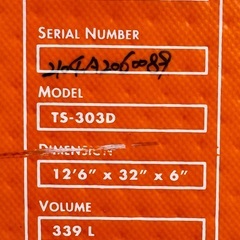 SERIAL NUMBER
MODEL
TS-303D
DIMENSION
12'6” x 32” x 6”
VOLUME
339 L